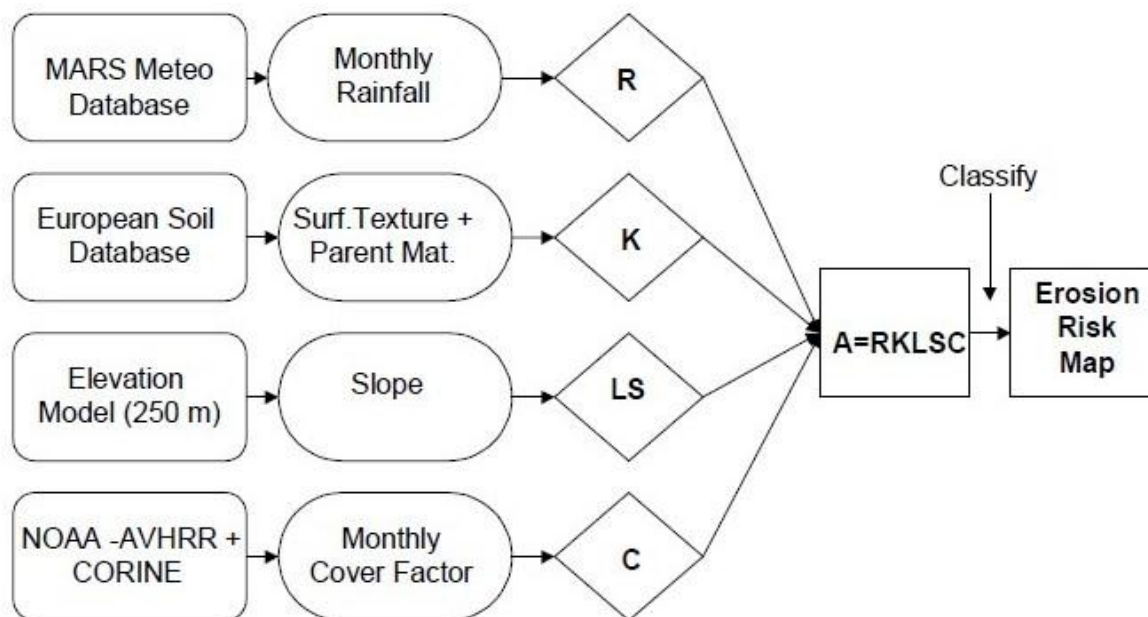 MARS Meteo
Database
Monthly
Rainfall
R
European Soil
Database
Surf.Texture +
Parent Mat.
K
Elevation
Model (250 m)
Slope
LS
NOAA -AVHRR +
CORINE
Monthly
Cover Factor
C
A=RKLSC
Classify
Erosion
Risk
Map